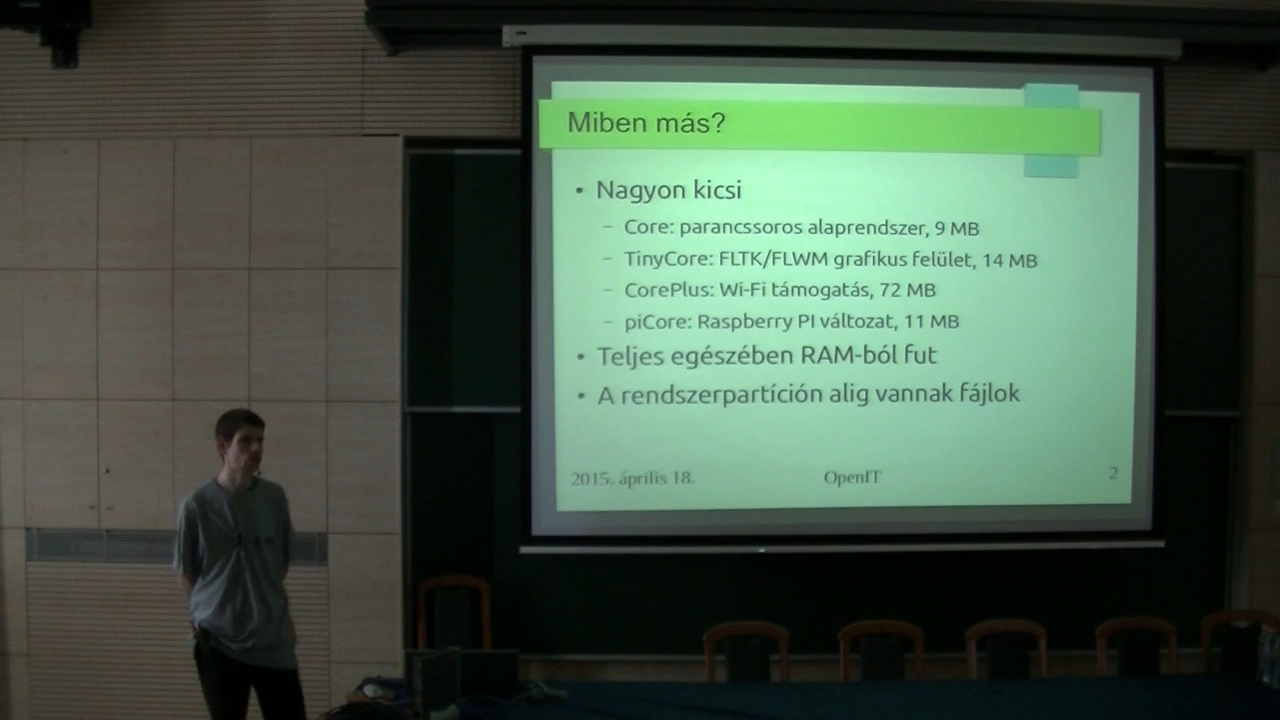 Miben más?
• Nagyon kicsi
– Core: parancssoros alaprendszer, 9 MB
– TinyCore: FLTK/FLWM grafikus felület, 14 MB
– CorePlus: Wi-Fi támogatás, 72 MB
– piCore: Raspberry PI változat, 11 MB
• Teljes egészében RAM-ból fut
• A rendszerpartíción alig vannak fájlok
2015. április 18. OpenIT 2